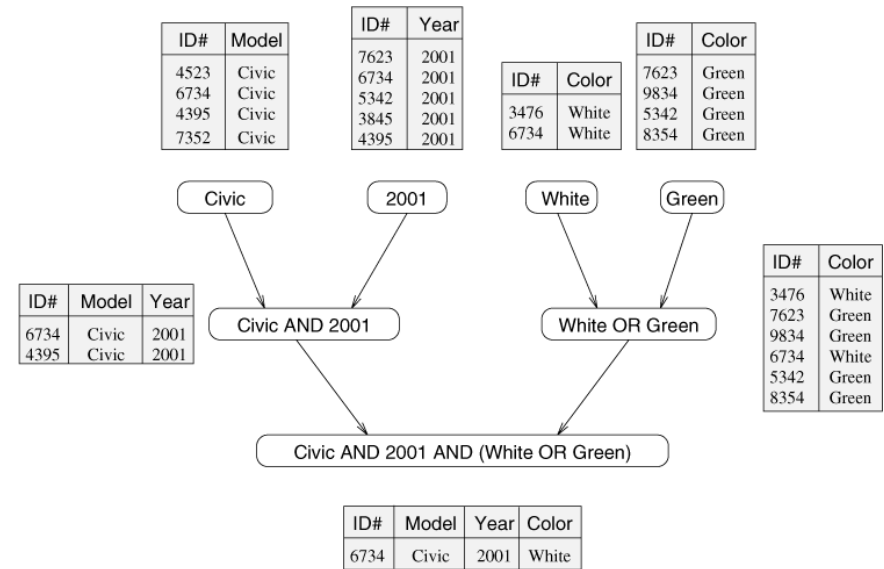 ID# Model
4523 Civic
6734 Civic
4395 Civic
7352 Civic
ID# Year
7623 2001
6734 2001
5342 2001
3845 2001
4395 2001
ID# Color
3476 White
6734 White
ID# Color
7623 Green
9834 Green
5342 Green
8354 Green
Civic
2001
White
Green
ID# Model Year
6734 Civic 2001
4395 Civic 2001
Civic AND 2001
White OR Green
ID# Color
3476 White
7623 Green
9834 Green
6734 White
5342 Green
8354 Green
Civic AND 2001 AND (White OR Green)
ID# Model Year Color
6734 Civic 2001 White